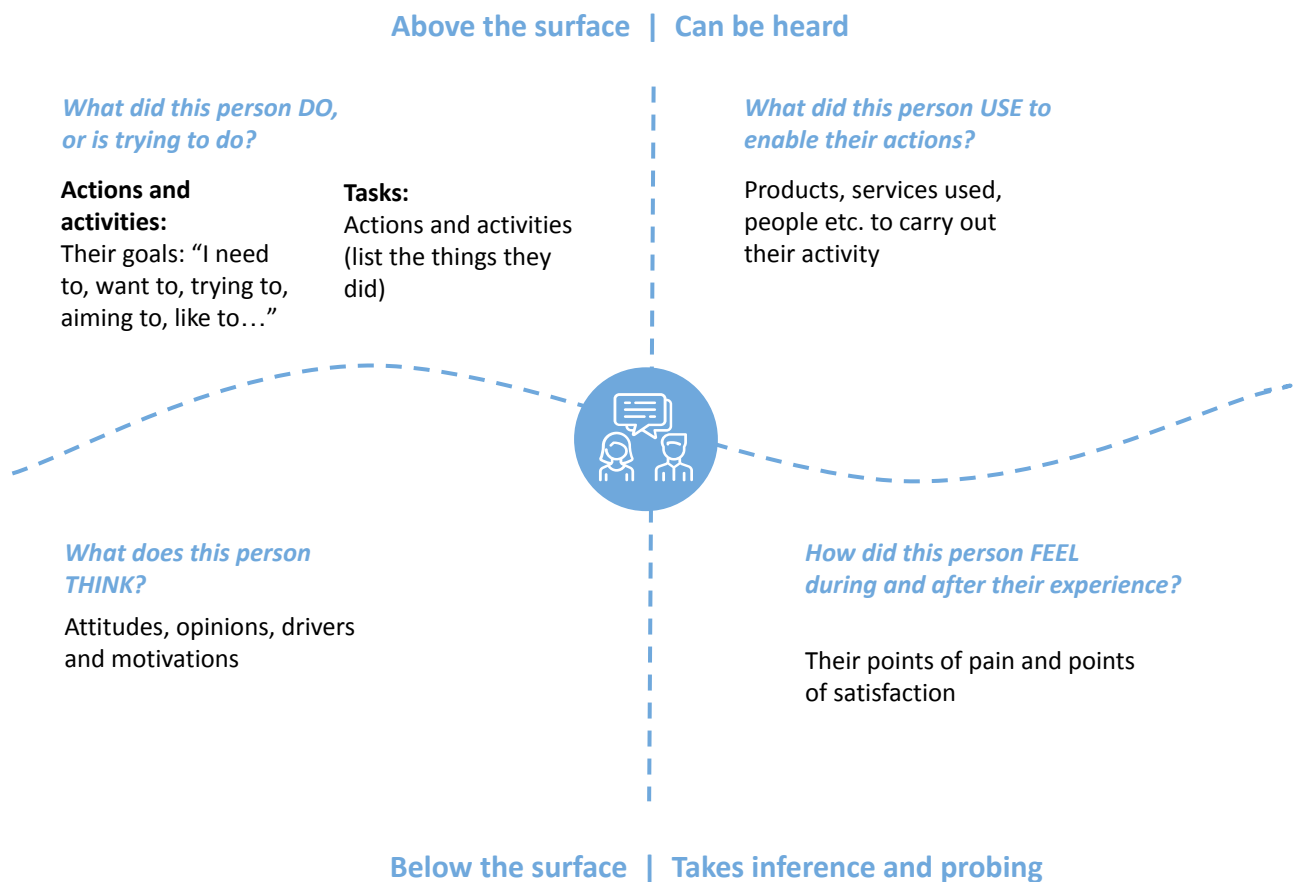 Above the surface | Can be heard
What did this person DO,
or is trying to do?
Actions and
activities:
Their goals: “I need
to, want to, trying to,
aiming to, like to…”
Tasks:
Actions and activities
(list the things they
did)
What did this person USE to
enable their actions?
Products, services used,
people etc. to carry out
their activity
What does this person
THINK?
Attitudes, opinions, drivers
and motivations
How did this person FEEL
during and after their experience?
Their points of pain and points
of satisfaction
Below the surface | Takes inference and probing